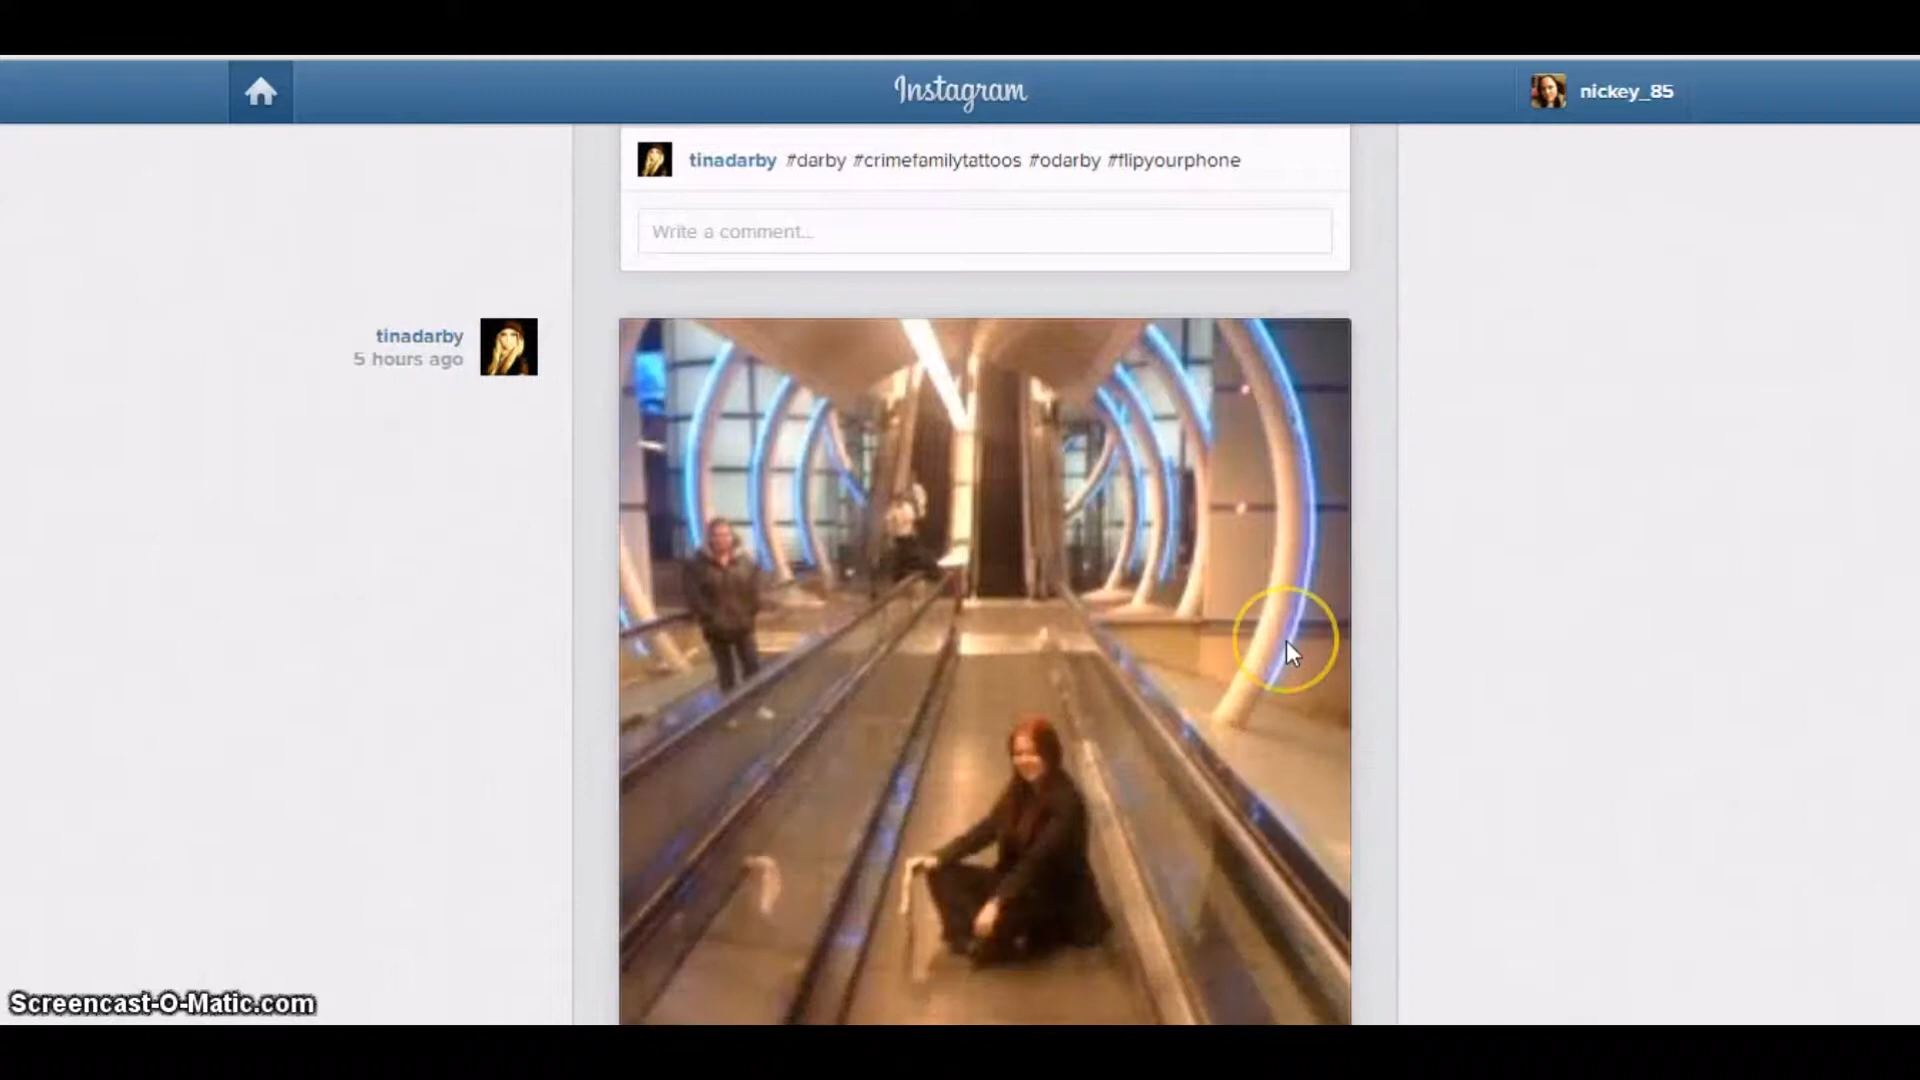 Instagram
nickey_85
tinadarby #darby #crimefamilytattoos #odarby #flipyourphone
Write a comment...
tinadarby
5 hours ago
Screencast-O-Matic.com